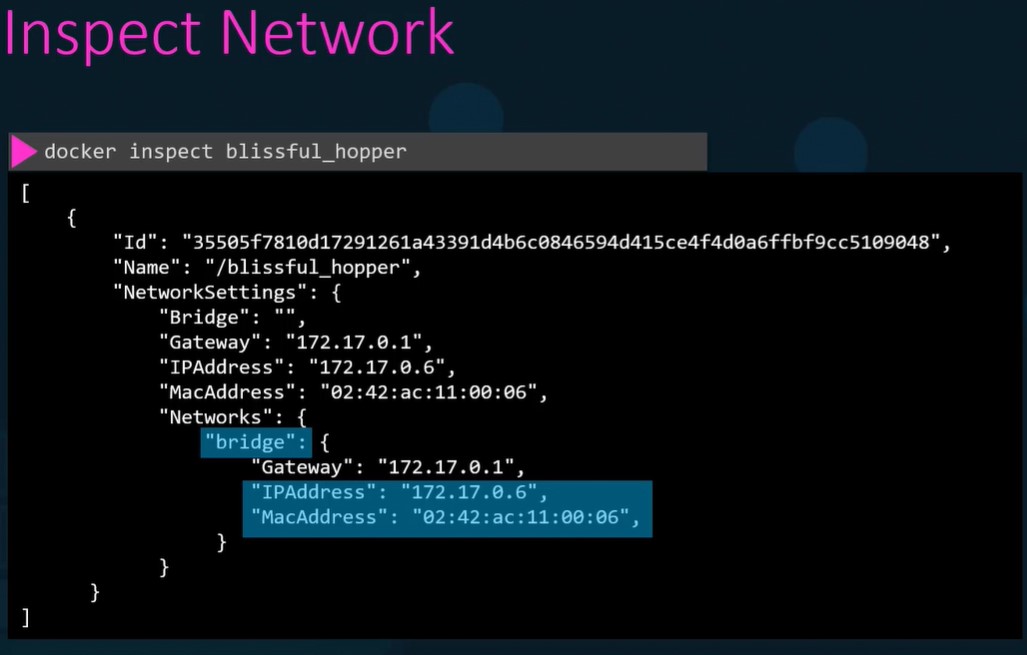 Inspect Network
docker inspect blissful_hopper
[
{
"Id": "35505f7810d17291261a43391d4b6c0846594d415ce4f4d0a6ffbf9cc5109048",
"Name": "/blissful_hopper",
"NetworkSettings": {
"Bridge": "",
"Gateway": "172.17.0.1",
"IPAddress": "172.17.0.6",
"MacAddress": "02:42:ac:11:00:06",
"Networks": {
"bridge": {
"Gateway": "172.17.0.1",
"IPAddress": "172.17.0.6",
"MacAddress": "02:42:ac:11:00:06",
}
}
}
]